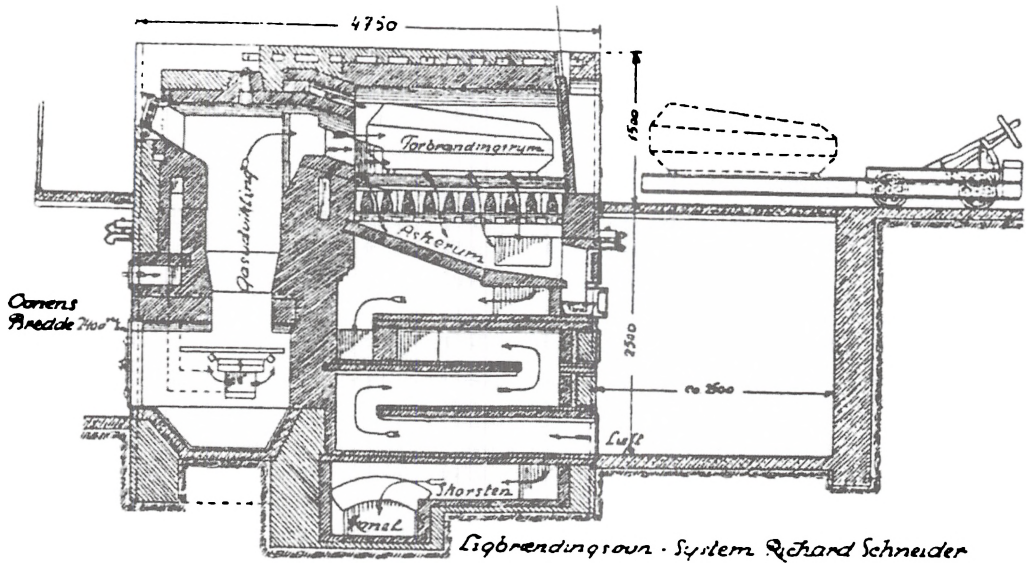 4750
1500
Forbrændingsrum
Gasudvikling
Askerum
Ovnens
Bredde 2400 m/m
2500
ca 2500
Luft
Skorsten
Kanal
Ligbrændingsovn · System Richard Schneider